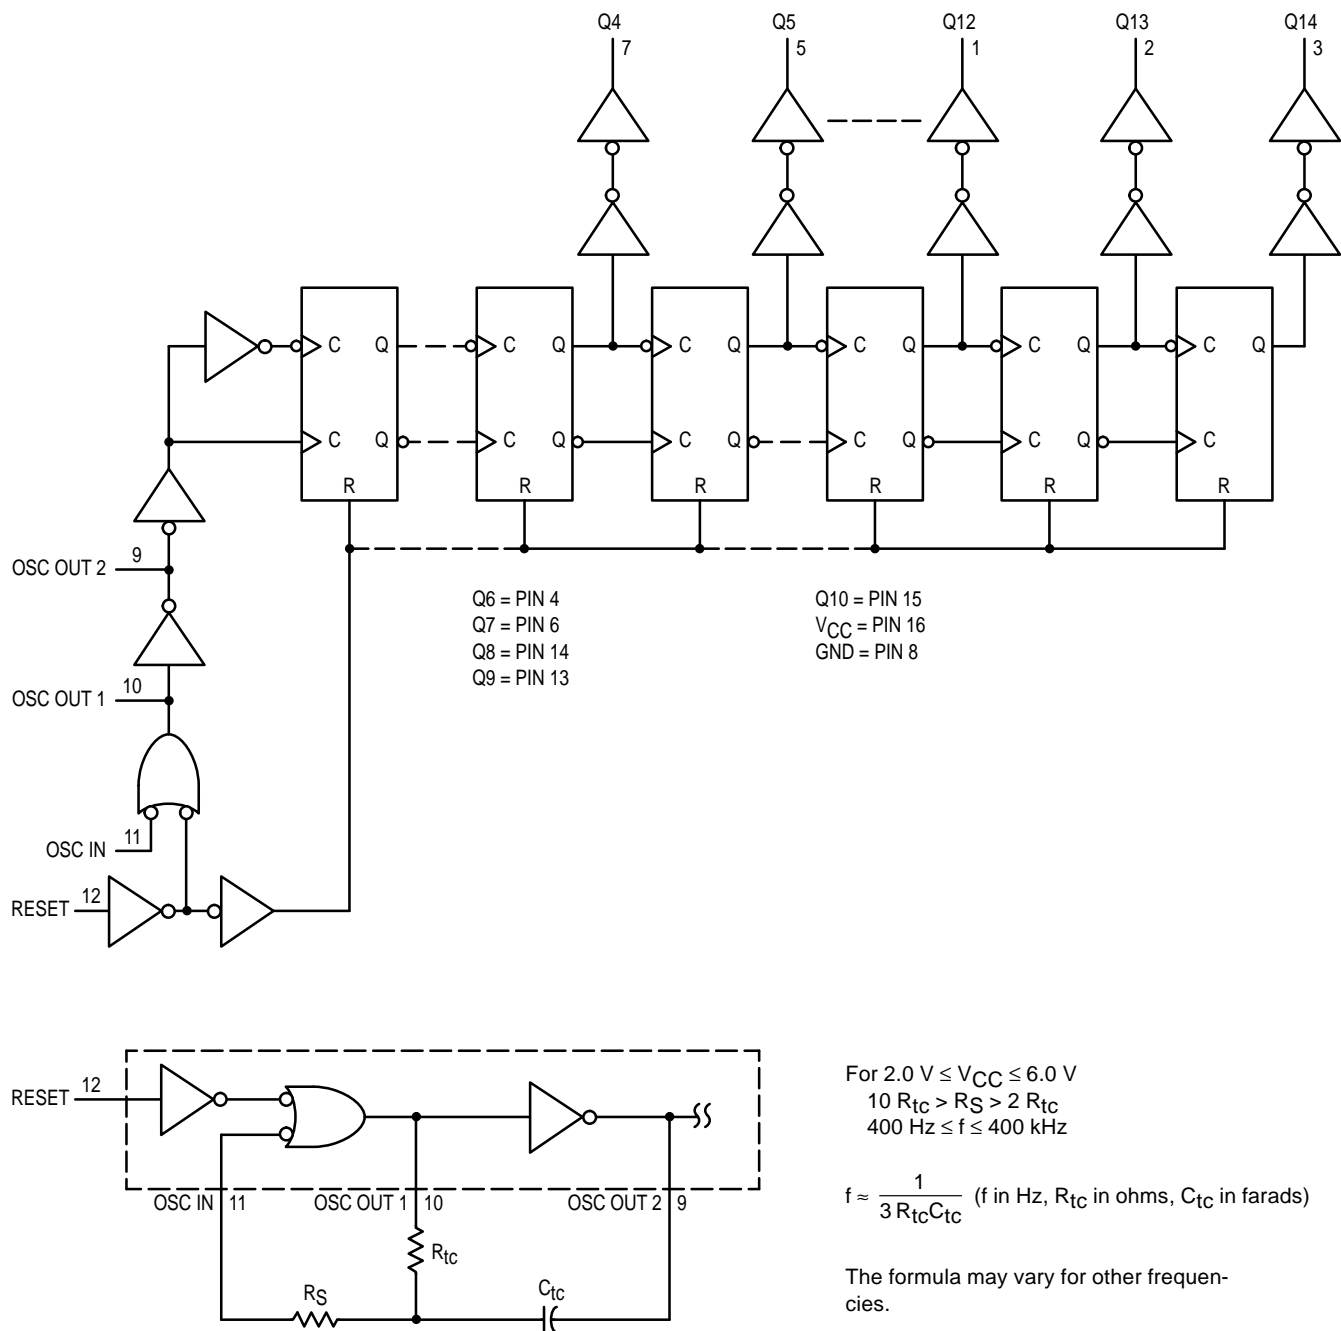 Q4 Q5 Q12 Q13 Q14
7 5 1 2 3
C Q C Q C Q C Q C Q C Q
C Q C Q C Q C Q C Q C Q
R R R R R R
OSC OUT 2 9
Q6 = PIN 4
Q7 = PIN 6
Q8 = PIN 14
Q9 = PIN 13
Q10 = PIN 15
VCC = PIN 16
GND = PIN 8
OSC OUT 1 10
OSC IN 11
RESET 12
RESET 12
OSC IN 11 OSC OUT 1 10 OSC OUT 2 9
Rtc
RS
Ctc
For 2.0 V ≤ VCC ≤ 6.0 V
10 Rtc > RS > 2 Rtc
400 Hz ≤ f ≤ 400 kHz
f ≈ 1 / 3 RtcCtc (f in Hz, Rtc in ohms, Ctc in farads)
The formula may vary for other frequen-
cies.